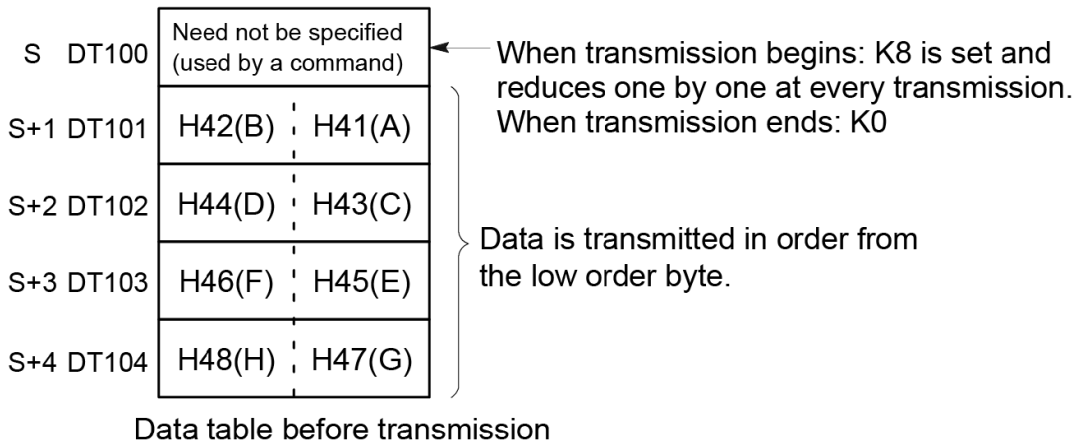 S DT100 Need not be specified
(used by a command)
When transmission begins: K8 is set and
reduces one by one at every transmission.
When transmission ends: K0
S+1 DT101 H42(B) H41(A)
S+2 DT102 H44(D) H43(C)
Data is transmitted in order from
the low order byte.
S+3 DT103 H46(F) H45(E)
S+4 DT104 H48(H) H47(G)
Data table before transmission